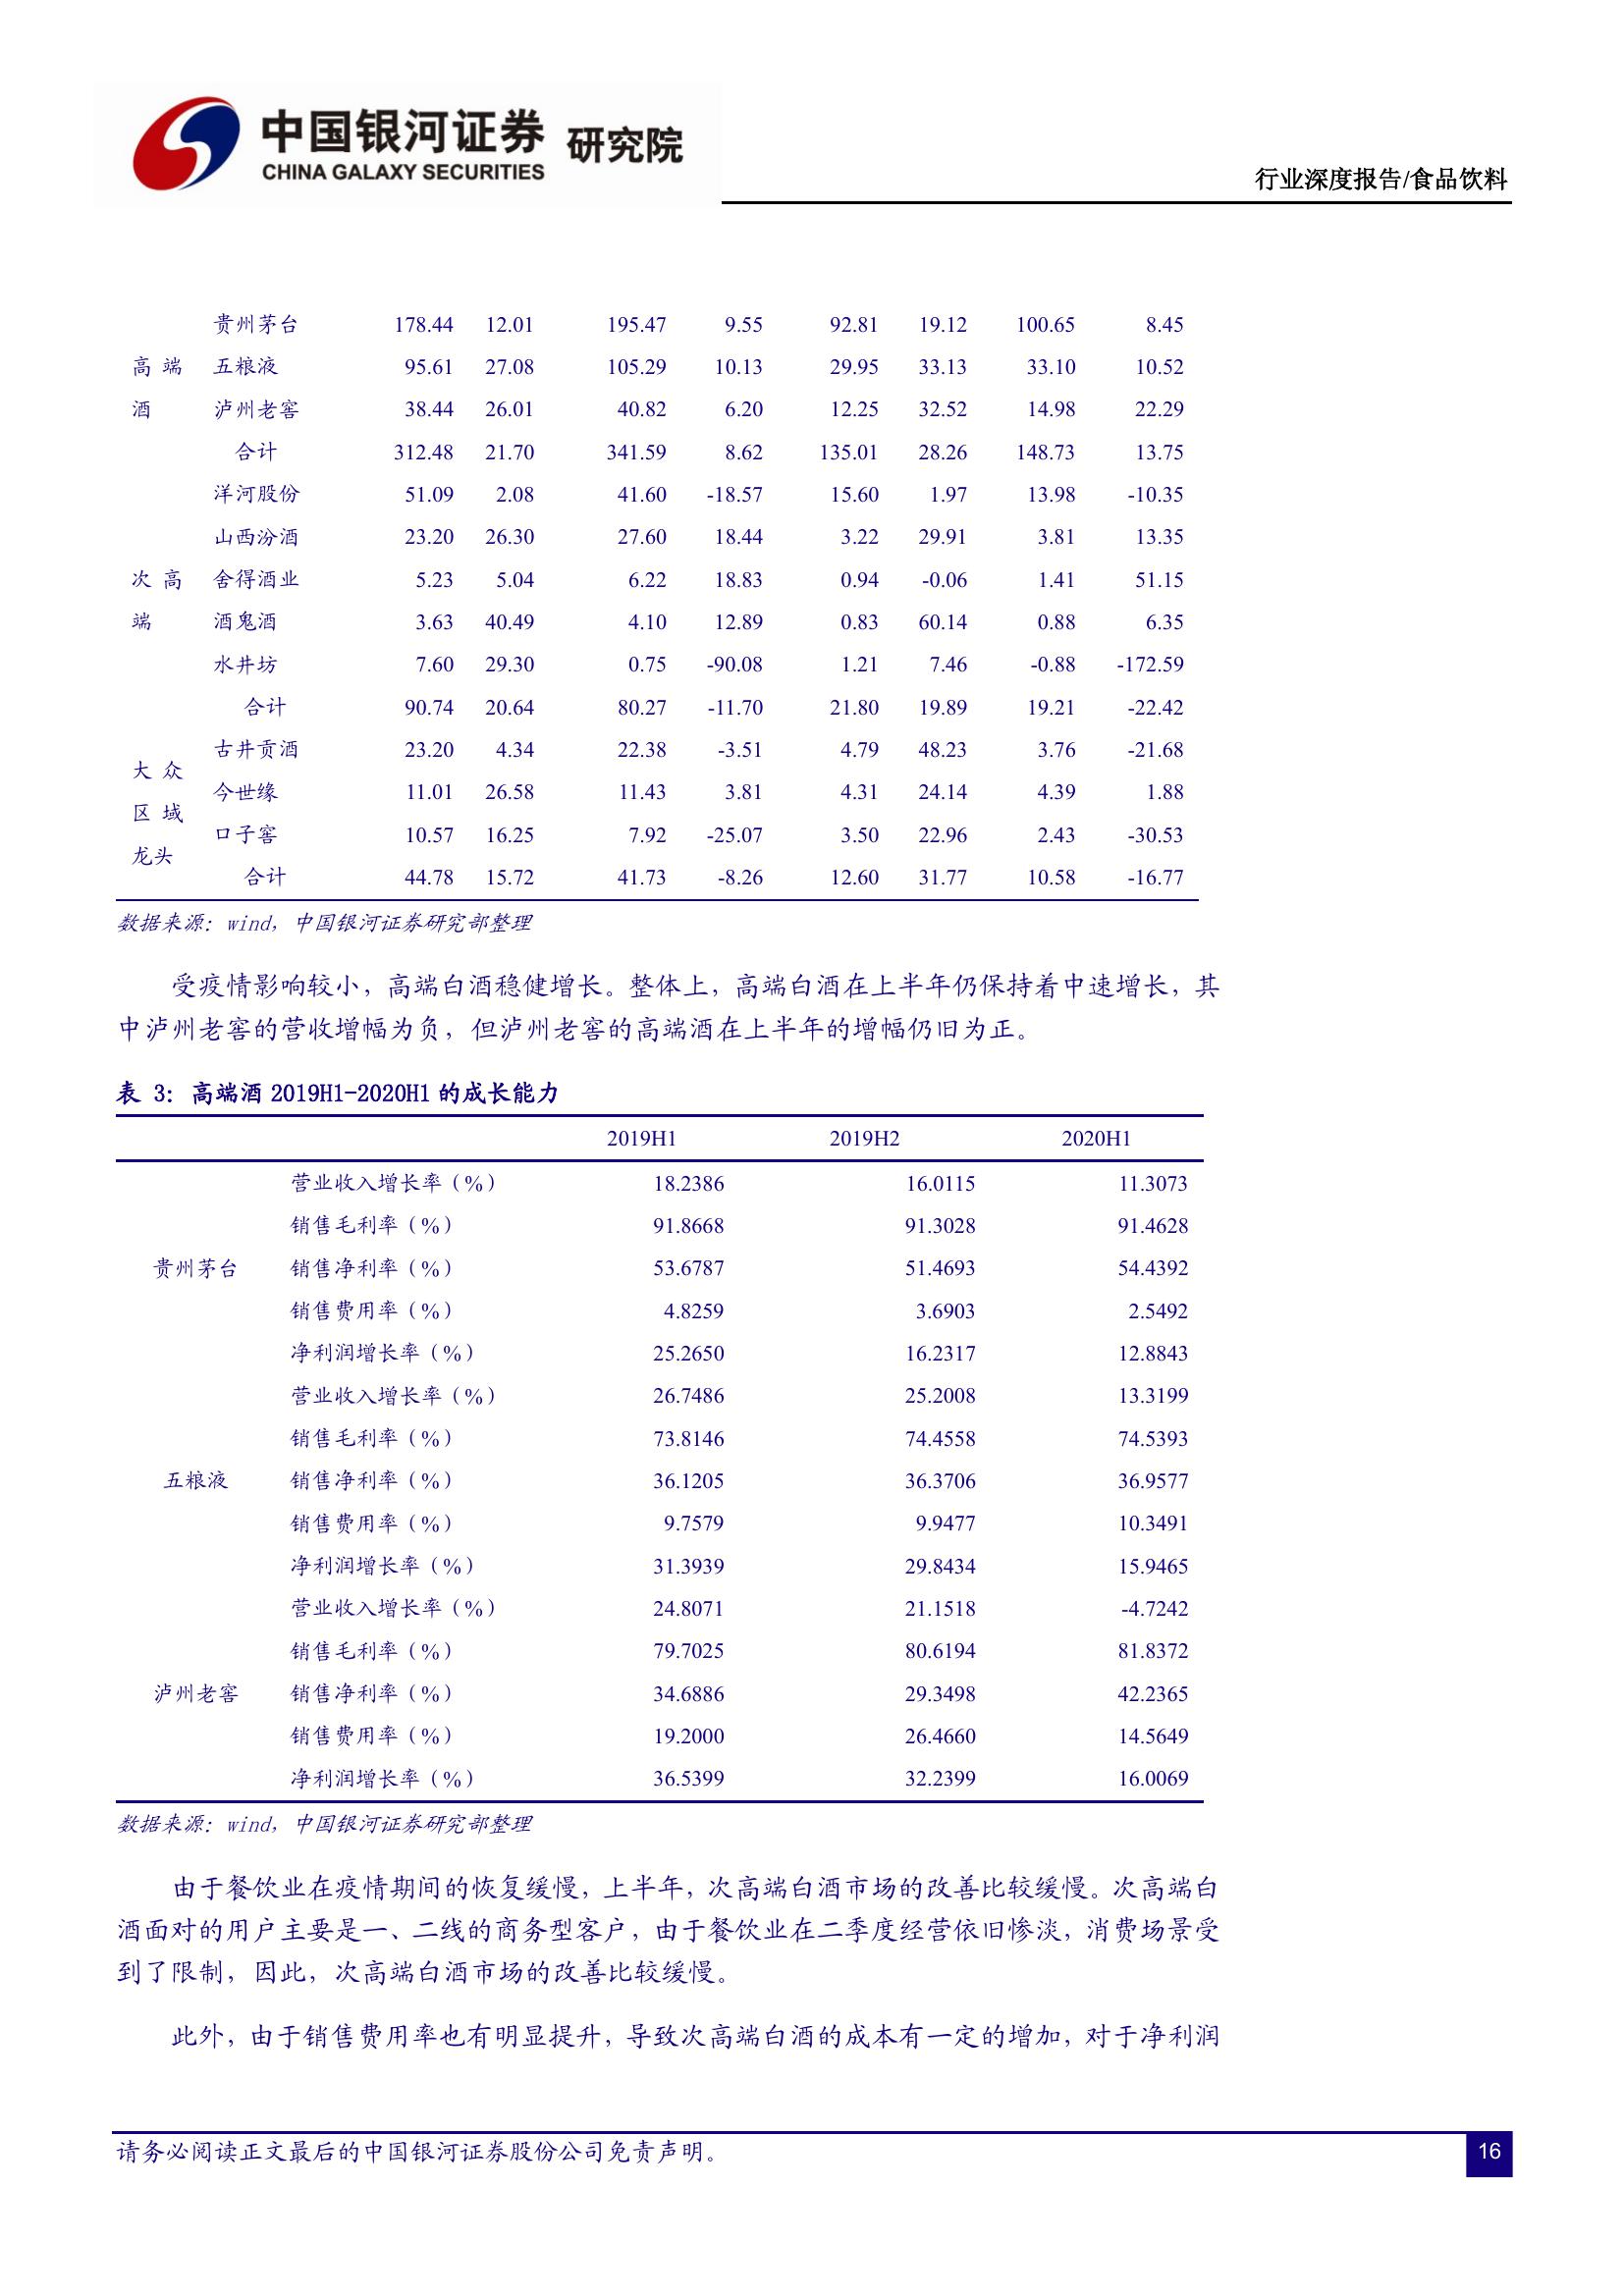 中国银河证券 研究院
CHINA GALAXY SECURITIES
行业深度报告/食品饮料
贵州茅台 178.44 12.01 195.47 9.55 92.81 19.12 100.65 8.45
高端 五粮液 95.61 27.08 105.29 10.13 29.95 33.13 33.10 10.52
酒 泸州老窖 38.44 26.01 40.82 6.20 12.25 32.52 14.98 22.29
合计 312.48 21.70 341.59 8.62 135.01 28.26 148.73 13.75
洋河股份 51.09 2.08 41.60 -18.57 15.60 1.97 13.98 -10.35
山西汾酒 23.20 26.30 27.60 18.44 3.22 29.91 3.81 13.35
次高 舍得酒业 5.23 5.04 6.22 18.83 0.94 -0.06 1.41 51.15
端 酒鬼酒 3.63 40.49 4.10 12.89 0.83 60.14 0.88 6.35
水井坊 7.60 29.30 0.75 -90.08 1.21 7.46 -0.88 -172.59
合计 90.74 20.64 80.27 -11.70 21.80 19.89 19.21 -22.42
古井贡酒 23.20 4.34 22.38 -3.51 4.79 48.23 3.76 -21.68
大众
今世缘 11.01 26.58 11.43 3.81 4.31 24.14 4.39 1.88
区域
口子窖 10.57 16.25 7.92 -25.07 3.50 22.96 2.43 -30.53
龙头
合计 44.78 15.72 41.73 -8.26 12.60 31.77 10.58 -16.77
数据来源：wind，中国银河证券研究部整理
受疫情影响较小，高端白酒稳健增长。整体上，高端白酒在上半年仍保持着中速增长，其
中泸州老窖的营收增幅为负，但泸州老窖的高端酒在上半年的增幅仍旧为正。
表 3：高端酒 2019H1-2020H1 的成长能力
2019H1 2019H2 2020H1
营业收入增长率（%） 18.2386 16.0115 11.3073
销售毛利率（%） 91.8668 91.3028 91.4628
贵州茅台 销售净利率（%） 53.6787 51.4693 54.4392
销售费用率（%） 4.8259 3.6903 2.5492
净利润增长率（%） 25.2650 16.2317 12.8843
营业收入增长率（%） 26.7486 25.2008 13.3199
销售毛利率（%） 73.8146 74.4558 74.5393
五粮液 销售净利率（%） 36.1205 36.3706 36.9577
销售费用率（%） 9.7579 9.9477 10.3491
净利润增长率（%） 31.3939 29.8434 15.9465
营业收入增长率（%） 24.8071 21.1518 -4.7242
销售毛利率（%） 79.7025 80.6194 81.8372
泸州老窖 销售净利率（%） 34.6886 29.3498 42.2365
销售费用率（%） 19.2000 26.4660 14.5649
净利润增长率（%） 36.5399 32.2399 16.0069
数据来源：wind，中国银河证券研究部整理
由于餐饮业在疫情期间的恢复缓慢，上半年，次高端白酒市场的改善比较缓慢。次高端白
酒面对的用户主要是一、二线的商务型客户，由于餐饮业在二季度经营依旧惨淡，消费场景受
到了限制，因此，次高端白酒市场的改善比较缓慢。
此外，由于销售费用率也有明显提升，导致次高端白酒的成本有一定的增加，对于净利润
请务必阅读正文最后的中国银河证券股份公司免责声明。
16